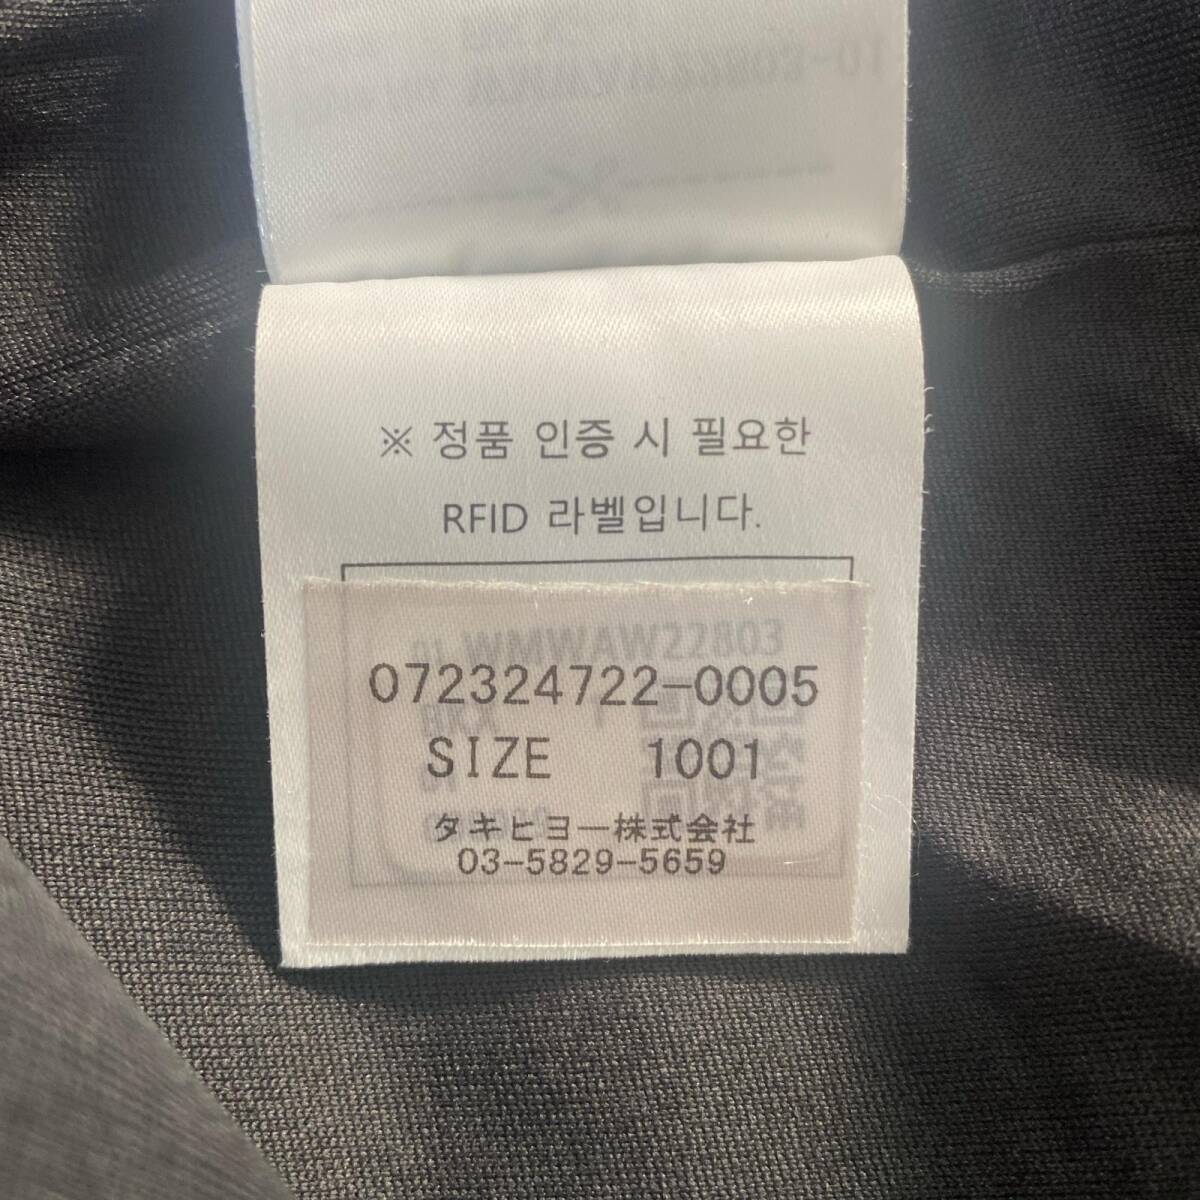 ※ 정품 인증 시 필요한
RFID 라벨입니다.
WMWAW22803
072324722-0005
SIZE 1001
タキヒヨー株式会社
03-5829-5659